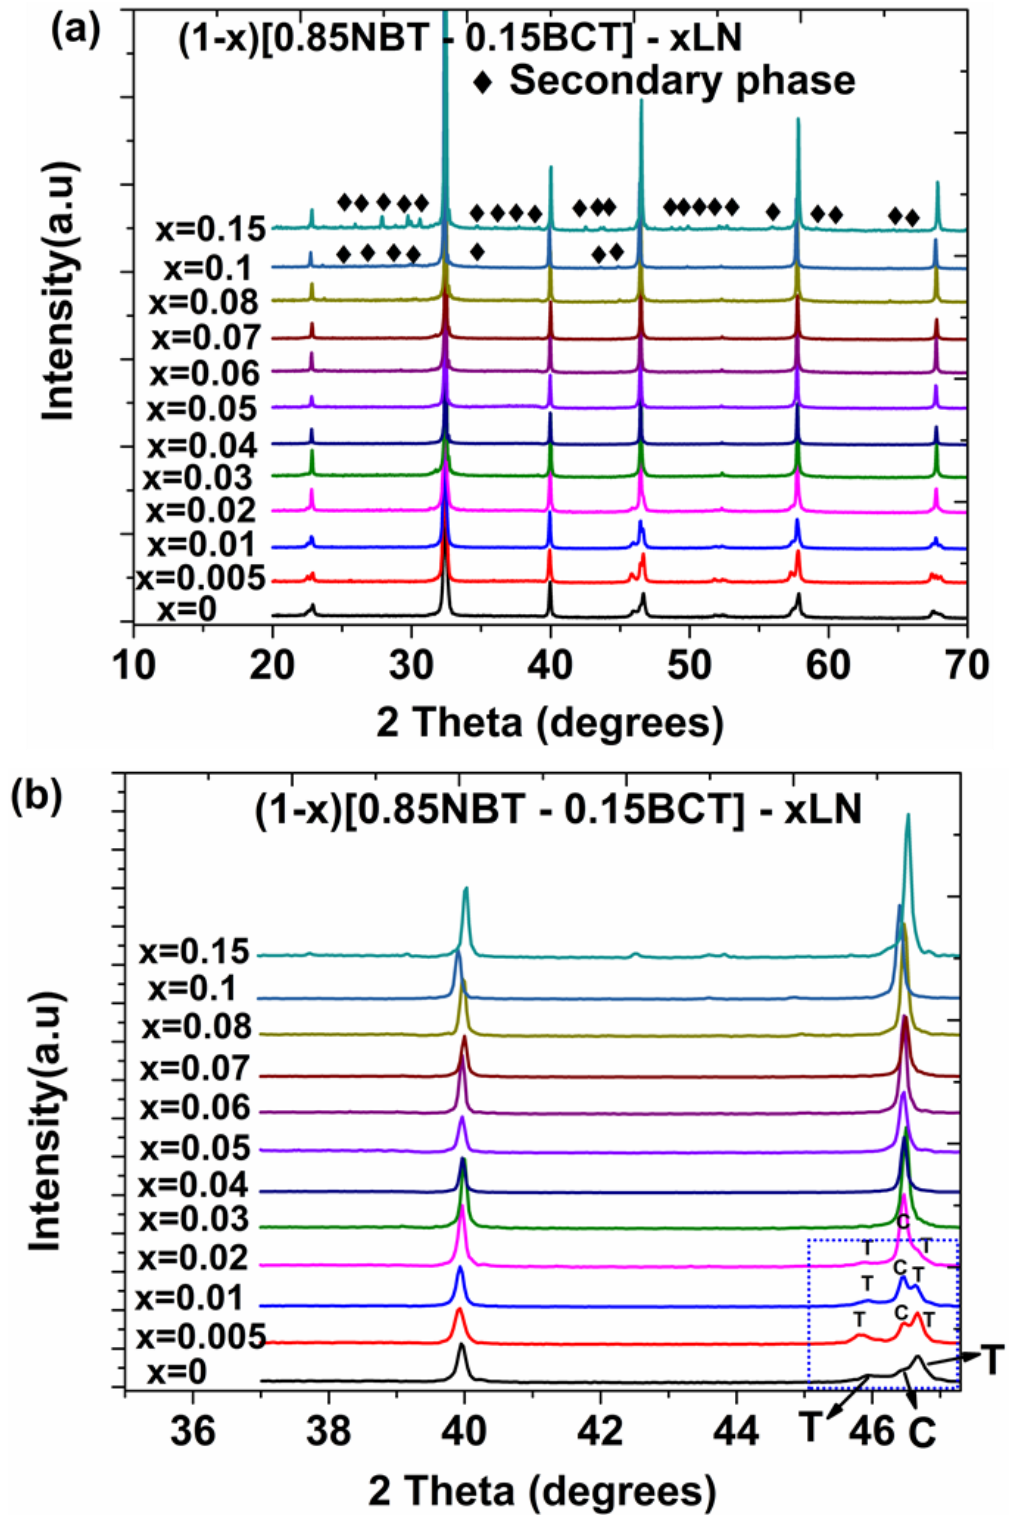 (a)
(1-x)[0.85NBT - 0.15BCT] - xLN
♦ Secondary phase
Intensity(a.u)
x=0.15
x=0.1
x=0.08
x=0.07
x=0.06
x=0.05
x=0.04
x=0.03
x=0.02
x=0.01
x=0.005
x=0
10 20 30 40 50 60 70
2 Theta (degrees)
(b)
(1-x)[0.85NBT - 0.15BCT] - xLN
Intensity(a.u)
x=0.15
x=0.1
x=0.08
x=0.07
x=0.06
x=0.05
x=0.04
x=0.03
C
x=0.02 T T
x=0.01 T C T
x=0.005 T C T
x=0 T
T C
36 38 40 42 44 46
2 Theta (degrees)